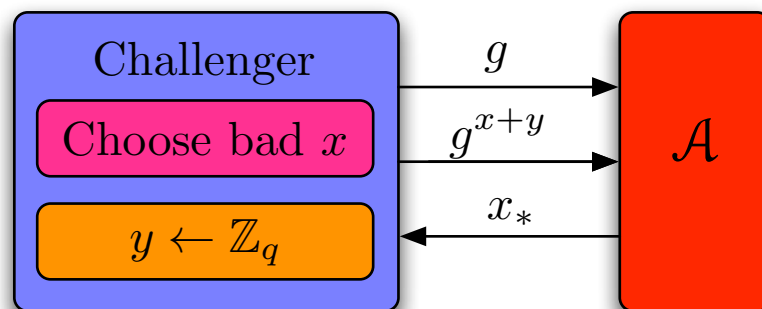 Challenger
Choose bad x
y ← ℤ_q
g
g^{x+y}
x_*
𝒜